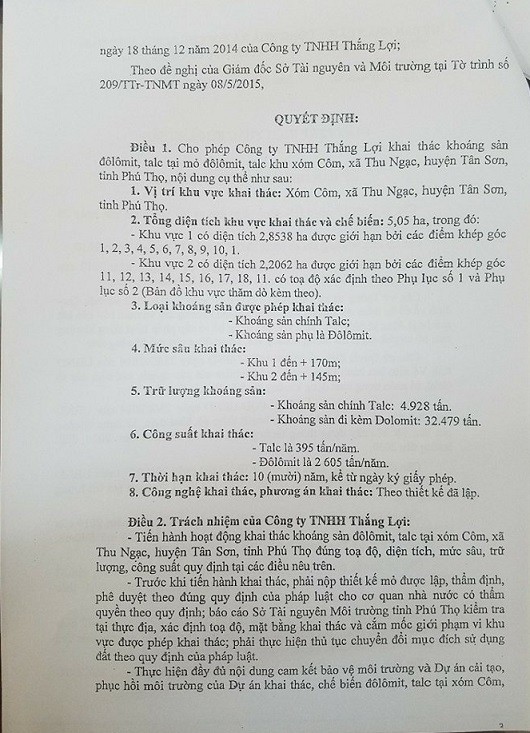 ngày 18 tháng 12 năm 2014 của Công ty TNHH Thắng Lợi;
Theo đề nghị của Giám đốc Sở Tài nguyên và Môi trường tại Tờ trình số
209/TTr-TNMT ngày 08/5/2015,
QUYẾT ĐỊNH:
Điều 1. Cho phép Công ty TNHH Thắng Lợi khai thác khoáng sản
đôlômit, talc tại mỏ đôlômit, talc khu xóm Côm, xã Thu Ngạc, huyện Tân Sơn,
tỉnh Phú Thọ, nội dung cụ thể như sau:
1. Vị trí khu vực khai thác: Xóm Côm, xã Thu Ngạc, huyện Tân Sơn,
tỉnh Phú Thọ.
2. Tổng diện tích khu vực khai thác và chế biến: 5,05 ha, trong đó:
- Khu vực 1 có diện tích 2,8538 ha được giới hạn bởi các điểm khép góc
1, 2, 3, 4, 5, 6, 7, 8, 9, 10, 1.
- Khu vực 2 có diện tích 2,2062 ha được giới hạn bởi các điểm khép góc
11, 12, 13, 14, 15, 16, 17, 18, 11. có toạ độ xác định theo Phụ lục số 1 và Phụ
lục số 2 (Bản đồ khu vực thăm dò kèm theo).
3. Loại khoáng sản được phép khai thác:
- Khoáng sản chính Talc;
- Khoáng sản phụ là Đôlômit.
4. Mức sâu khai thác:
- Khu 1 đến + 170m;
- Khu 2 đến + 145m;
5. Trữ lượng khoáng sản:
- Khoáng sản chính Talc: 4.928 tấn.
- Khoáng sản đi kèm Dolomit: 32.479 tấn.
6. Công suất khai thác:
- Talc là 395 tấn/năm.
- Đôlômit là 2 605 tấn/năm.
7. Thời hạn khai thác: 10 (mười) năm, kể từ ngày ký giấy phép.
8. Công nghệ khai thác, phương án khai thác: Theo thiết kế đã lập.
Điều 2. Trách nhiệm của Công ty TNHH Thắng Lợi:
- Tiến hành hoạt động khai thác khoáng sản đôlômit, talc tại xóm Côm, xã
Thu Ngạc, huyện Tân Sơn, tỉnh Phú Thọ đúng toạ độ, diện tích, mức sâu, trữ
lượng, công suất quy định tại các điều nêu trên.
- Trước khi tiến hành khai thác, phải nộp thiết kế mỏ được lập, thẩm định,
phê duyệt theo đúng quy định của pháp luật cho cơ quan nhà nước có thẩm
quyền theo quy định; báo cáo Sở Tài nguyên Môi trường tỉnh Phú Thọ kiểm tra
tại thực địa, xác định toạ độ, mặt bằng khai thác và cắm mốc giới phạm vi khu
vực được phép khai thác; phải thực hiện thủ tục chuyển đổi mục đích sử dụng
đất theo quy định của pháp luật.
- Thực hiện đầy đủ nội dung cam kết bảo vệ môi trường và Dự án cải tạo,
phục hồi môi trường của Dự án khai thác, chế biến đôlômit, talc tại xóm Côm,